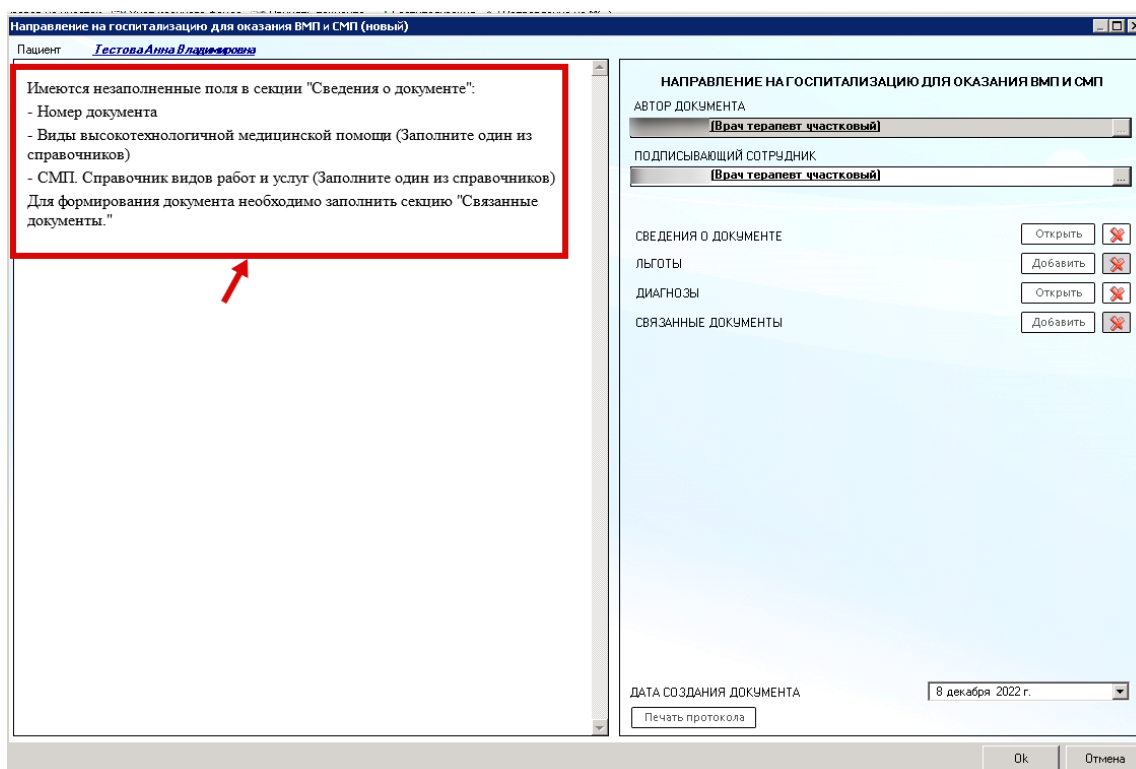 Направление на госпитализацию для оказания ВМП и СМП (новый)
Пациент Тестова Анна Владимировна
Имеются незаполненные поля в секции "Сведения о документе":
- Номер документа
- Виды высокотехнологичной медицинской помощи (Заполните один из
справочников)
- СМП. Справочник видов работ и услуг (Заполните один из справочников)
Для формирования документа необходимо заполнить секцию "Связанные
документы."
НАПРАВЛЕНИЕ НА ГОСПИТАЛИЗАЦИЮ ДЛЯ ОКАЗАНИЯ ВМП И СМП
АВТОР ДОКУМЕНТА
(Врач терапевт участковый) ...
ПОДПИСЫВАЮЩИЙ СОТРУДНИК
(Врач терапевт участковый) ...
СВЕДЕНИЯ О ДОКУМЕНТЕ Открыть
ЛЬГОТЫ Добавить
ДИАГНОЗЫ Открыть
СВЯЗАННЫЕ ДОКУМЕНТЫ Добавить
ДАТА СОЗДАНИЯ ДОКУМЕНТА 8 декабря 2022 г.
Печать протокола
Ok Отмена